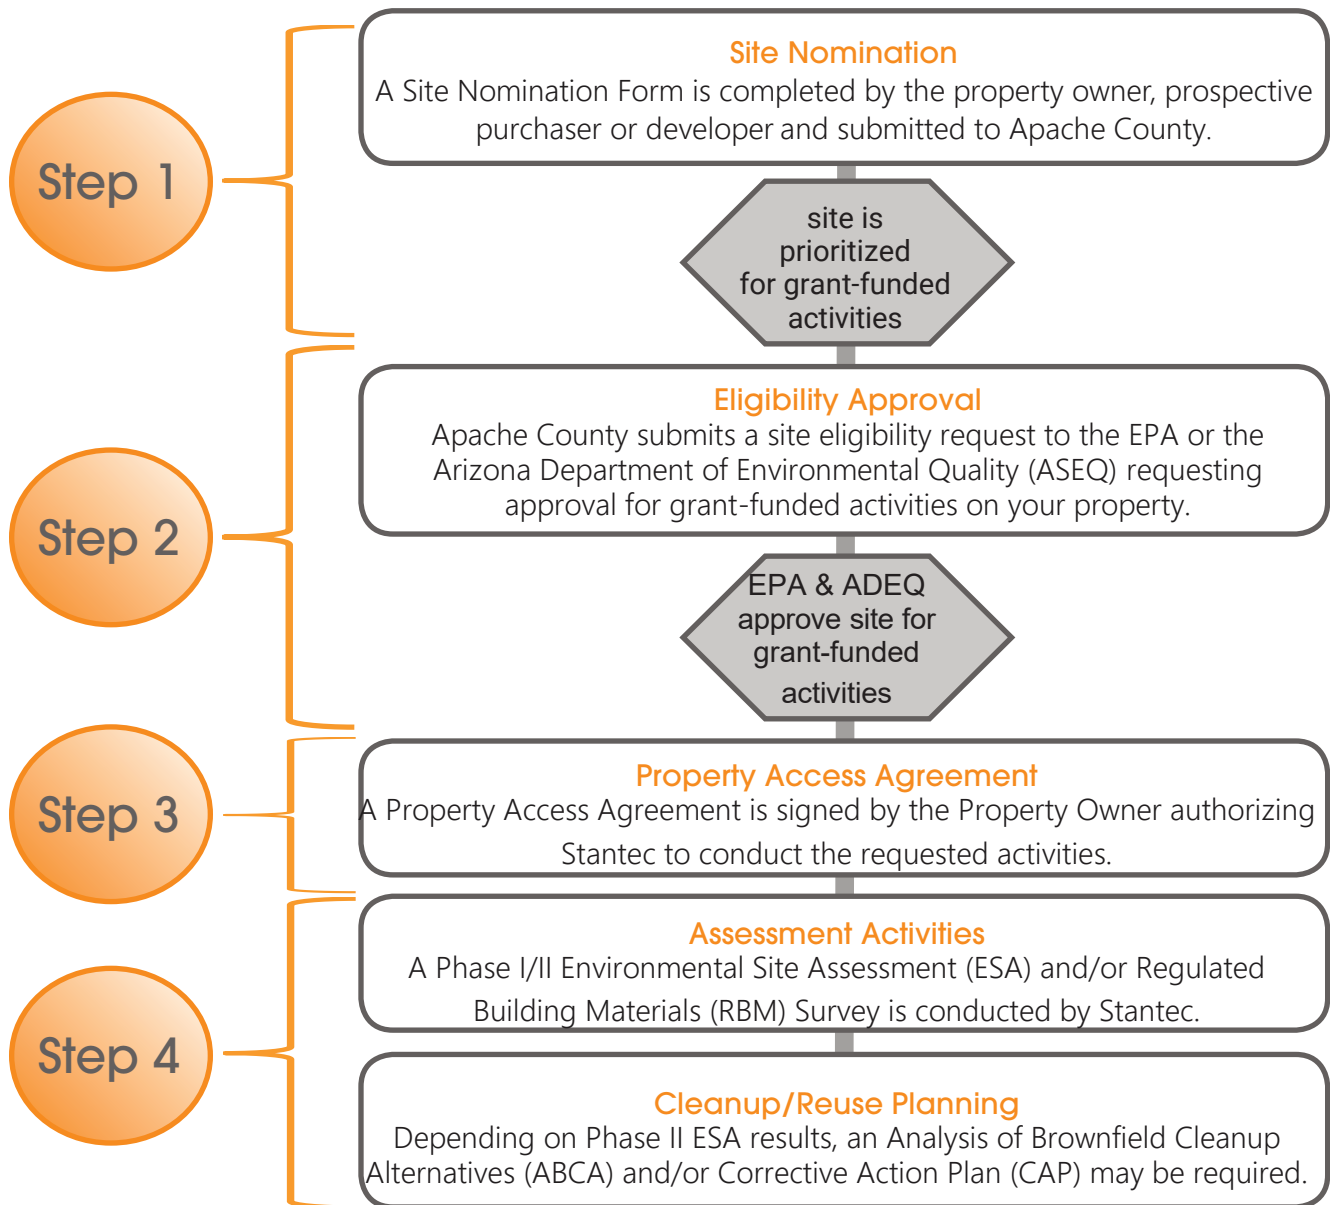 Step 1
Site Nomination
A Site Nomination Form is completed by the property owner, prospective
purchaser or developer and submitted to Apache County.
site is
prioritized
for grant-funded
activities
Step 2
Eligibility Approval
Apache County submits a site eligibility request to the EPA or the
Arizona Department of Environmental Quality (ASEQ) requesting
approval for grant-funded activities on your property.
EPA & ADEQ
approve site for
grant-funded
activities
Step 3
Property Access Agreement
A Property Access Agreement is signed by the Property Owner authorizing
Stantec to conduct the requested activities.
Step 4
Assessment Activities
A Phase I/II Environmental Site Assessment (ESA) and/or Regulated
Building Materials (RBM) Survey is conducted by Stantec.
Cleanup/Reuse Planning
Depending on Phase II ESA results, an Analysis of Brownfield Cleanup
Alternatives (ABCA) and/or Corrective Action Plan (CAP) may be required.